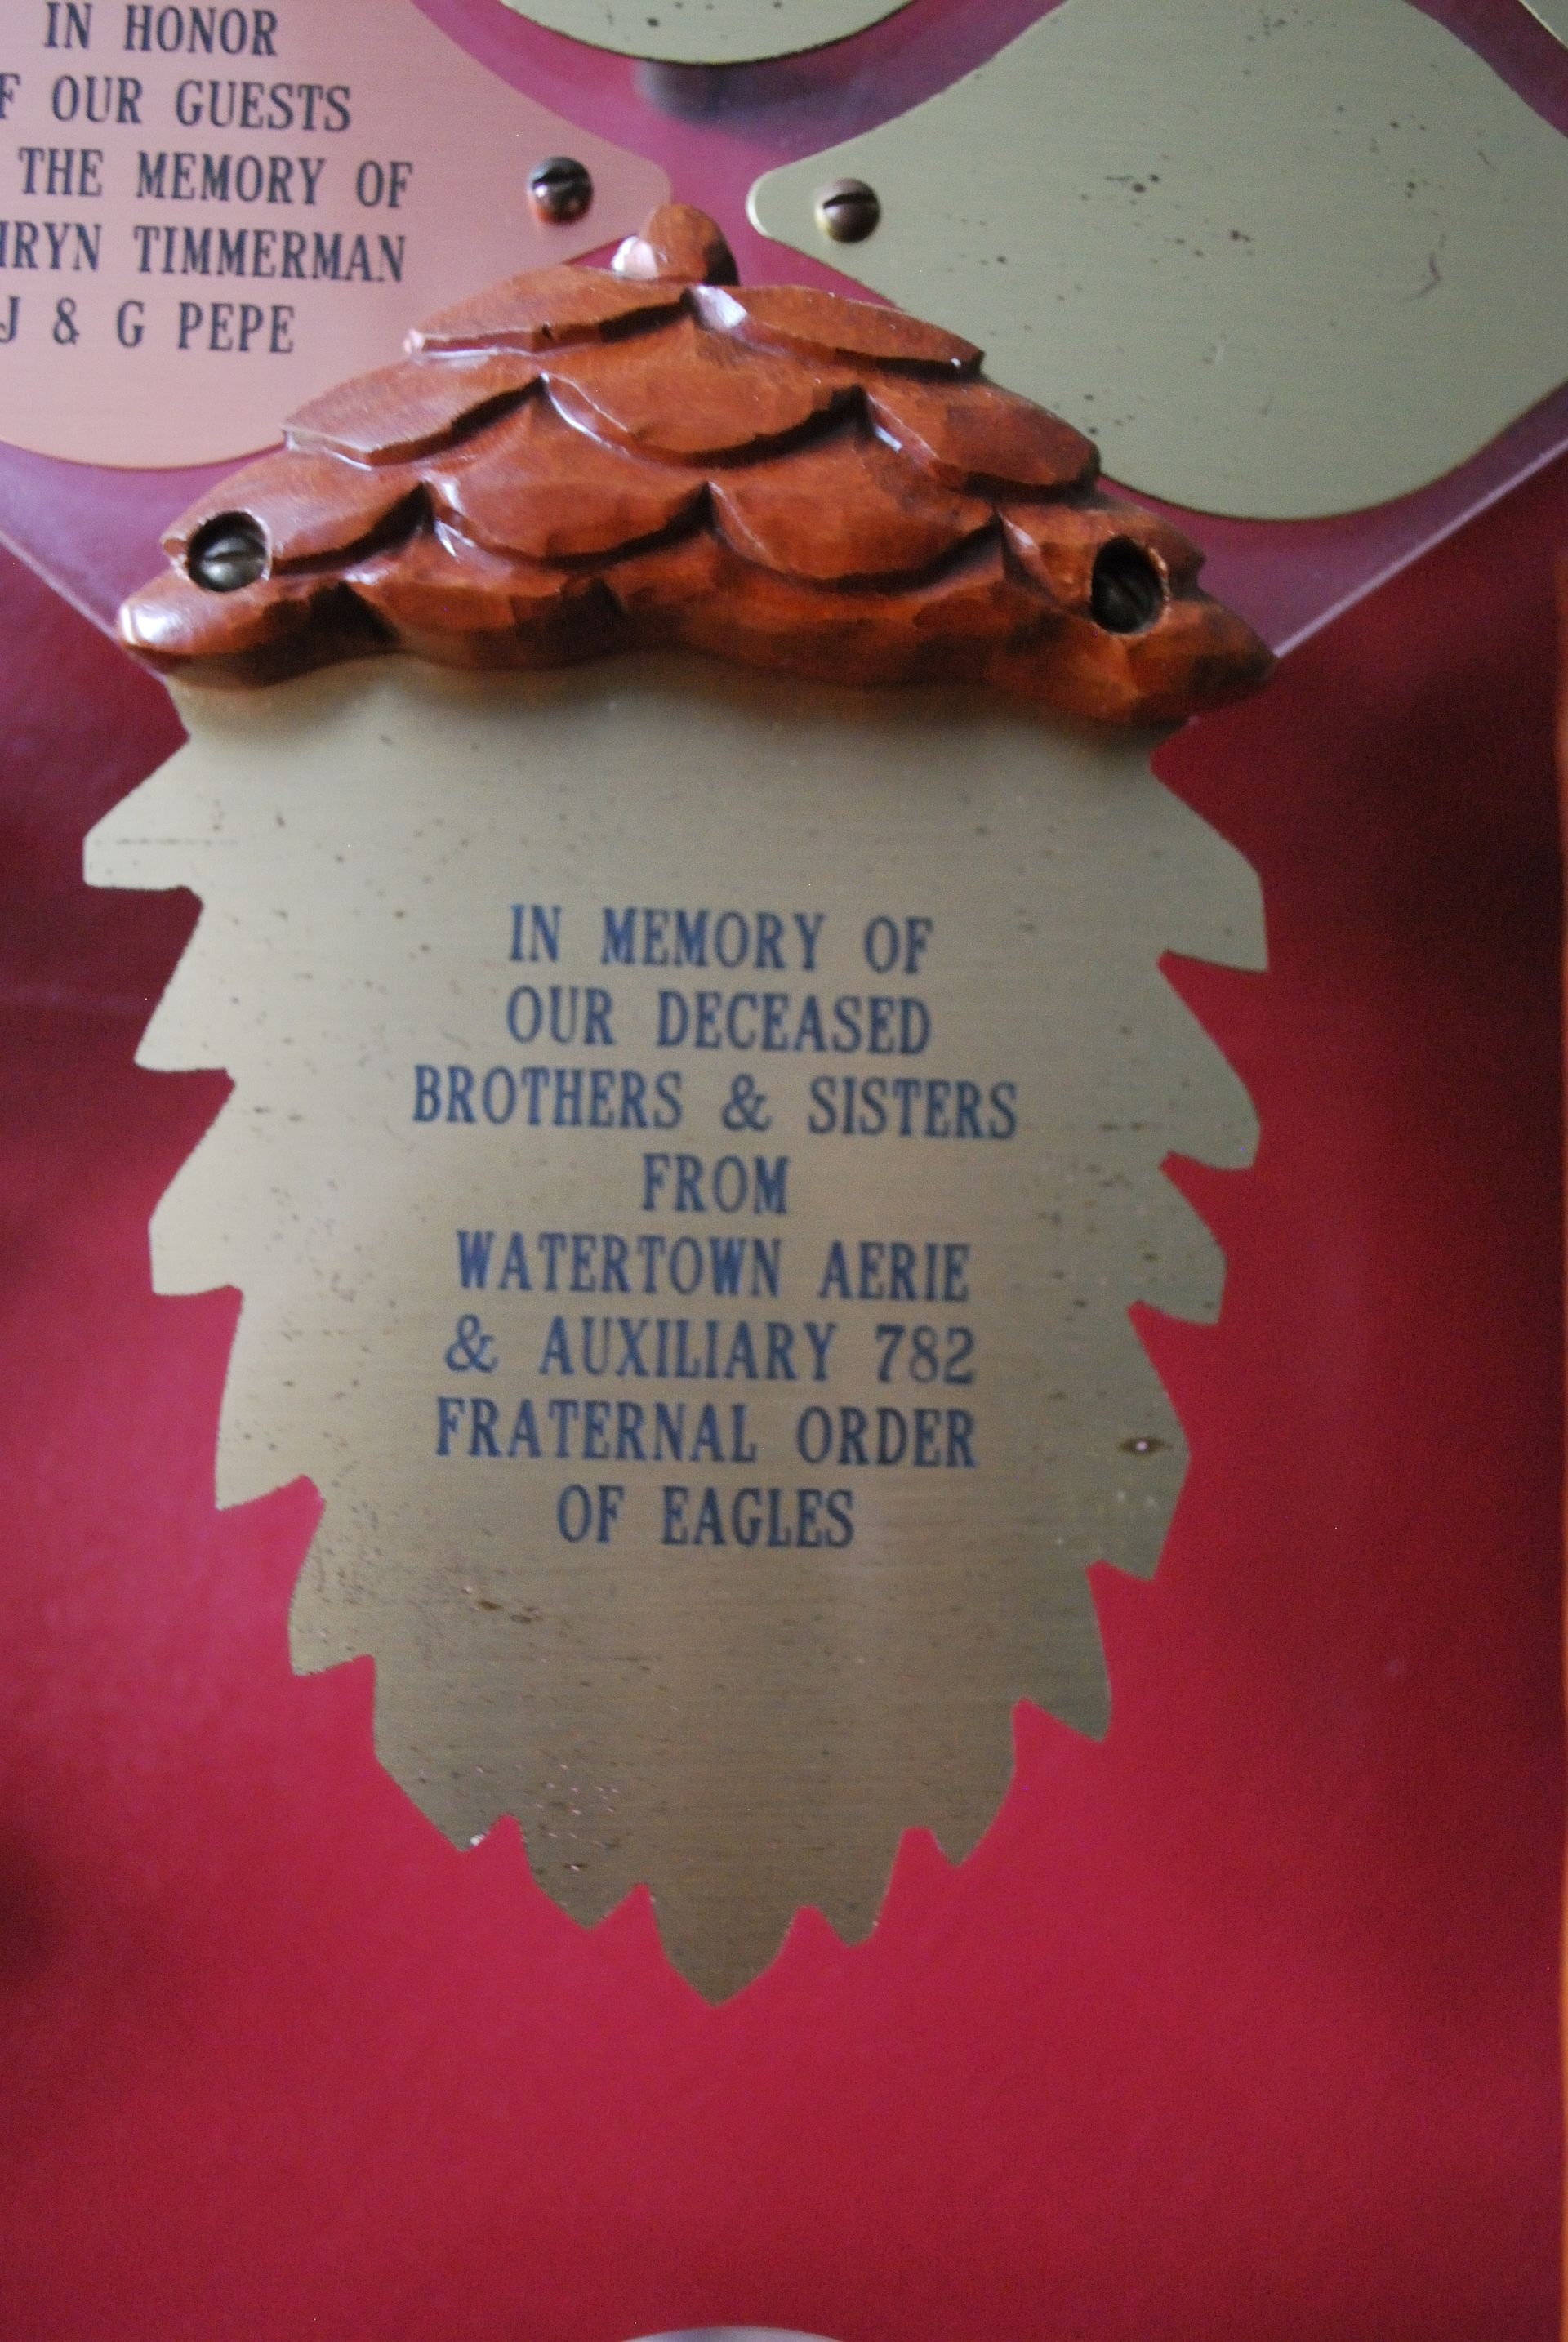 IN HONOR
OUR GUESTS
THE MEMORY OF
TIMMERMAN
J & G PEPE
IN MEMORY OF
OUR DECEASED
BROTHERS & SISTERS
FROM
WATERTOWN AERIE
& AUXILIARY 782
FRATERNAL ORDER
OF EAGLES